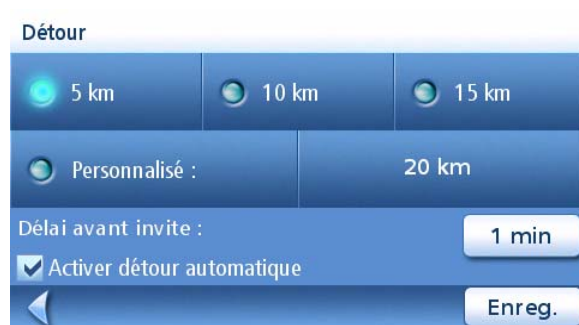 Détour
5 km 10 km 15 km
Personnalisé : 20 km
Délai avant invite : 1 min
Activer détour automatique
Enreg.